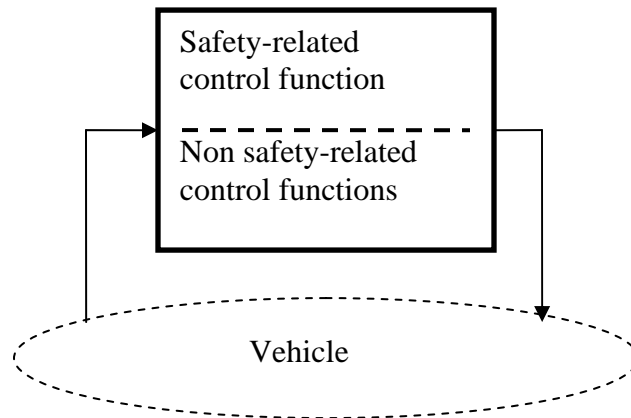 Safety-related
control function
Non safety-related
control functions
Vehicle